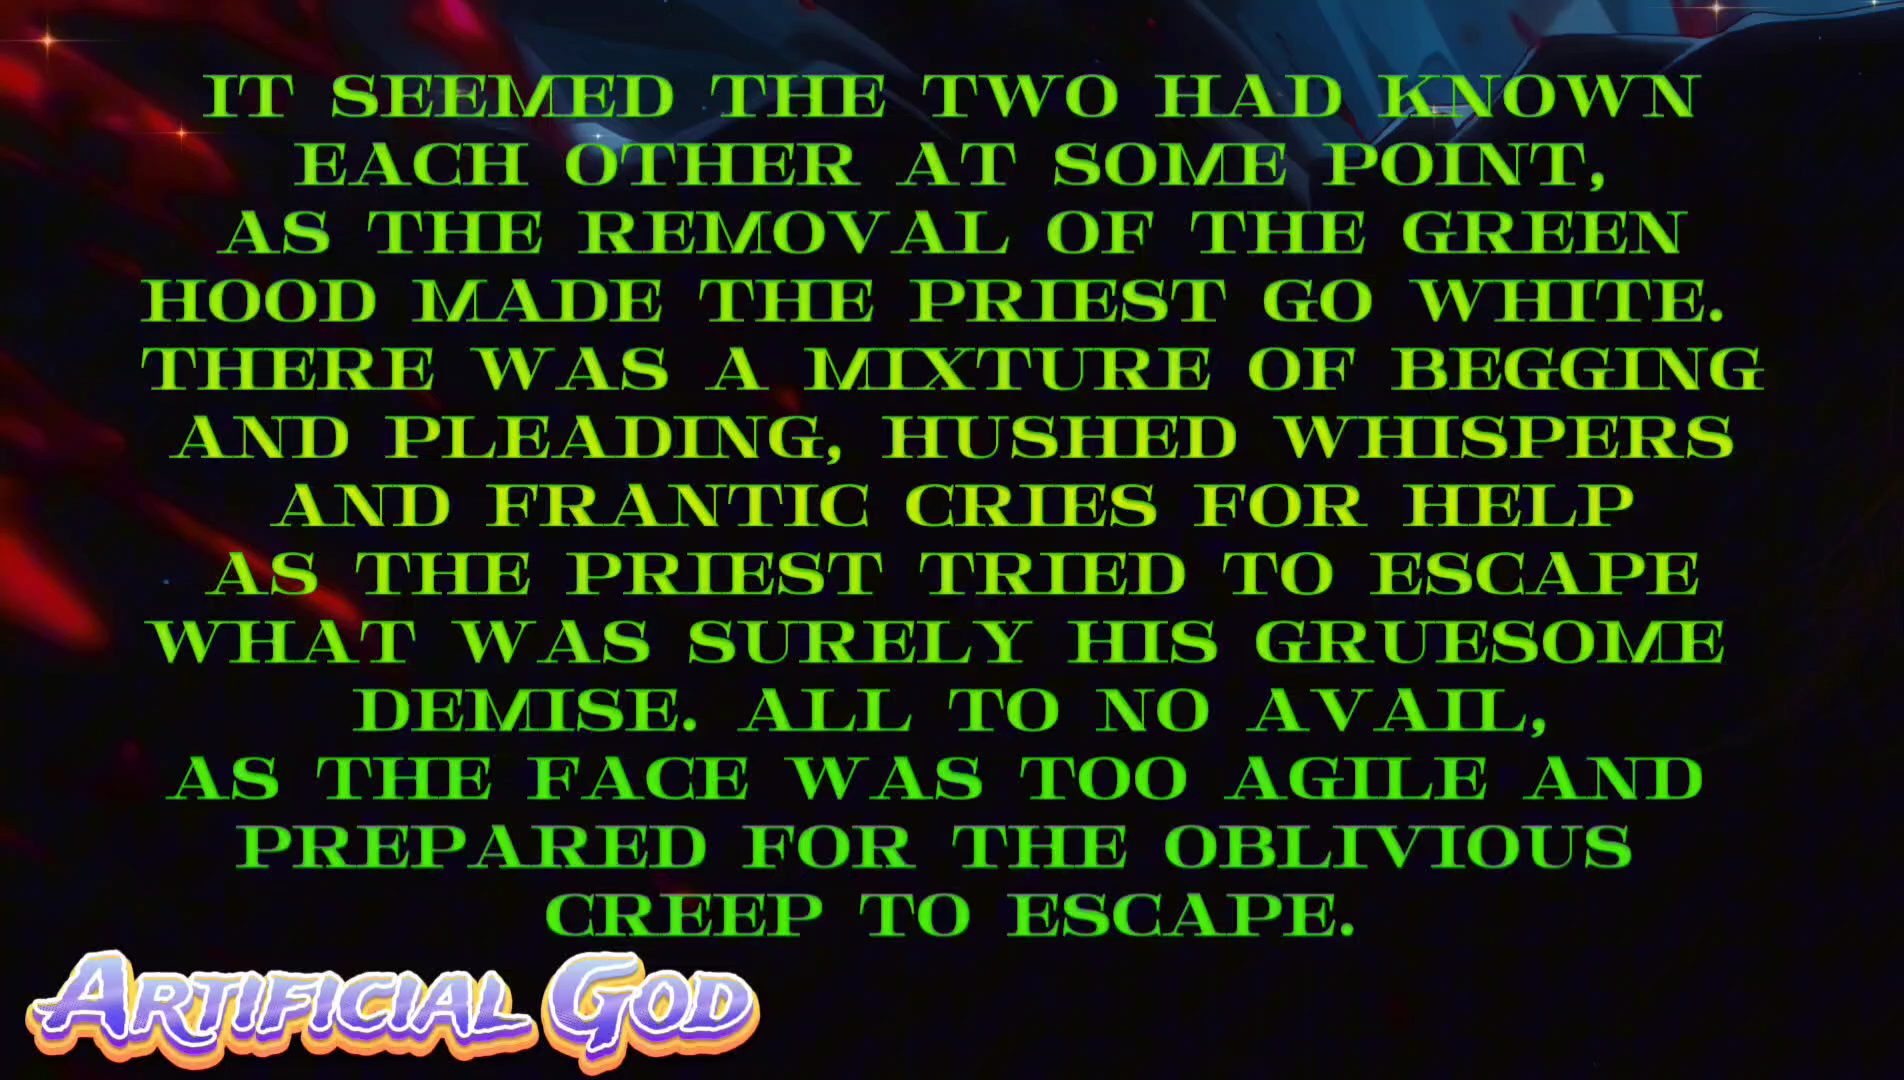 IT SEEMED THE TWO HAD KNOWN
EACH OTHER AT SOME POINT,
AS THE REMOVAL OF THE GREEN
HOOD MADE THE PRIEST GO WHITE.
THERE WAS A MIXTURE OF BEGGING
AND PLEADING, HUSHED WHISPERS
AND FRANTIC CRIES FOR HELP
AS THE PRIEST TRIED TO ESCAPE
WHAT WAS SURELY HIS GRUESOME
DEMISE. ALL TO NO AVAIL,
AS THE FACE WAS TOO AGILE AND
PREPARED FOR THE OBLIVIOUS
CREEP TO ESCAPE.
ARTIFICIAL GOD